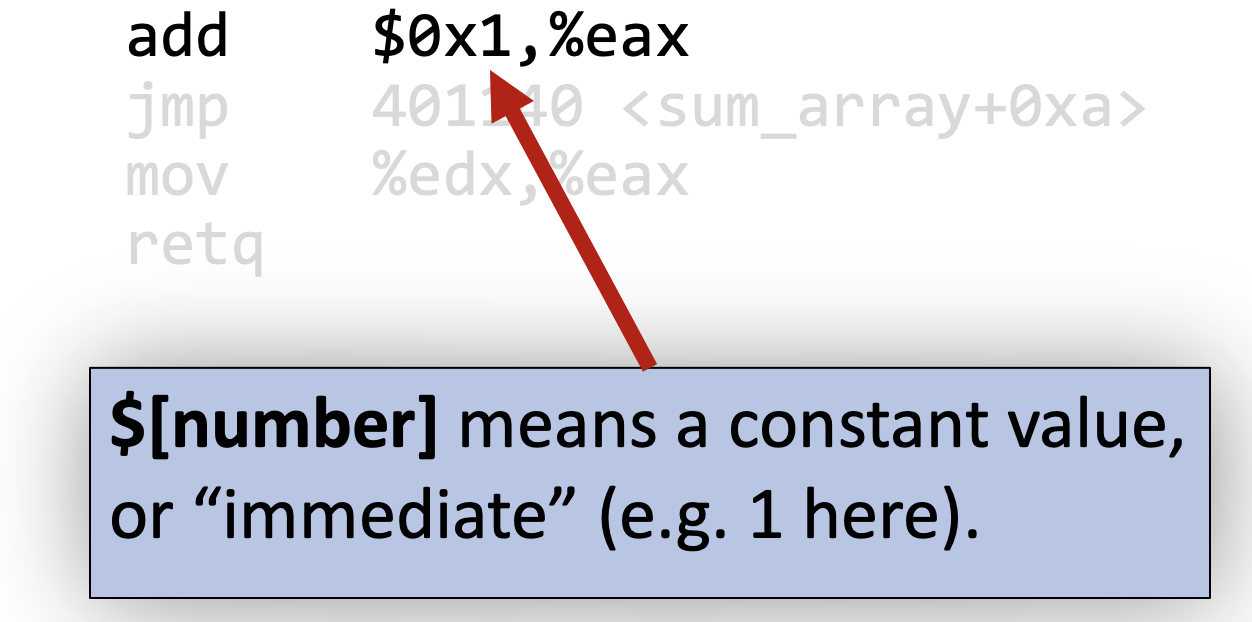 add $0x1,%eax
jmp 401140 <sum_array+0xa>
mov %edx,%eax
retq
$[number] means a constant value,
or “immediate” (e.g. 1 here).